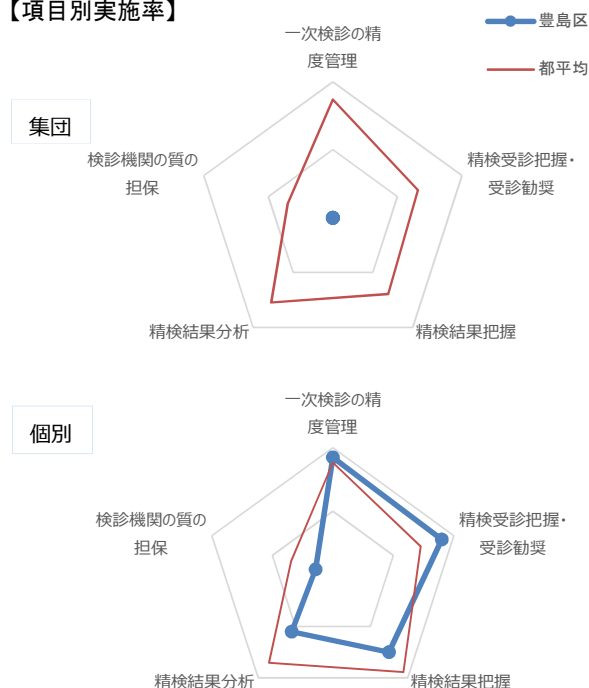 【項目別実施率】
豊島区
都平均
集団
一次検診の精
度管理
精検受診把握・
受診勧奨
精検結果把握
精検結果分析
検診機関の質の
担保
個別
一次検診の精
度管理
精検受診把握・
受診勧奨
精検結果把握
精検結果分析
検診機関の質の
担保